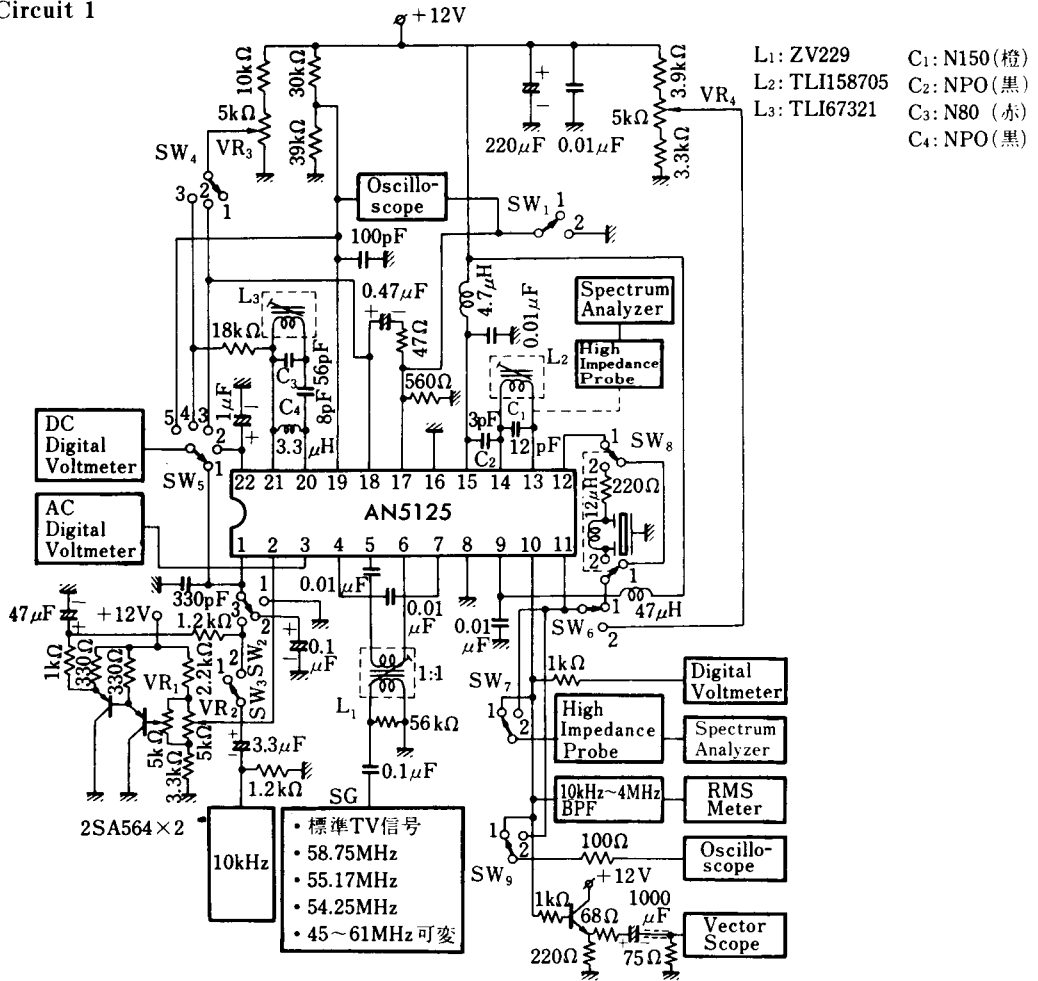 Circuit 1
+12V
L1: ZV229
L2: TLI158705
L3: TLI67321
C1: N150(橙)
C2: NPO(黒)
C3: N80 (赤)
C4: NPO(黒)
10kΩ
30kΩ
5kΩ
VR3
39kΩ
220μF
0.01μF
3.9kΩ
5kΩ
VR4
3.3kΩ
SW4
3
2
1
Oscillo-
scope
SW1
1
2
100pF
L3
0.47μF
+
−
47Ω
4.7μH
0.01μF
Spectrum
Analyzer
High
Impedance
Probe
L2
18kΩ
C3
56pF
C4
8pF
3.3 μH
560Ω
3pF
C2
C1
12 pF
1μF
5
4
3
2
1
SW5
DC
Digital
Voltmeter
AC
Digital
Voltmeter
1
SW8
2
220Ω
12μH
2
1
22 21 20 19 18 17 16 15 14 13 12
AN5125
1 2 3 4 5 6 7 8 9 10 11
0.01
μF
0.01
μF
0.01
μF
47μH
SW6
1
2
330pF
47μF
+12V
1.2kΩ
1
3
2
SW2
0.1
μF
1kΩ
330Ω
330Ω
2.2kΩ
VR1
VR2
5kΩ
5kΩ
3.3kΩ
1
2
SW3
3.3μF
1.2kΩ
1:1
L1
56kΩ
0.1μF
SG
2SA564×2
10kHz
・標準TV信号
・58.75MHz
・55.17MHz
・54.25MHz
・45~61MHz可変
1kΩ
Digital
Voltmeter
SW7
1
2
High
Impedance
Probe
Spectrum
Analyzer
10kHz~4MHz
BPF
RMS
Meter
1
2
SW9
100Ω
Oscillo-
scope
+12V
1kΩ
68Ω
1000
μF
220Ω
75Ω
Vector
Scope